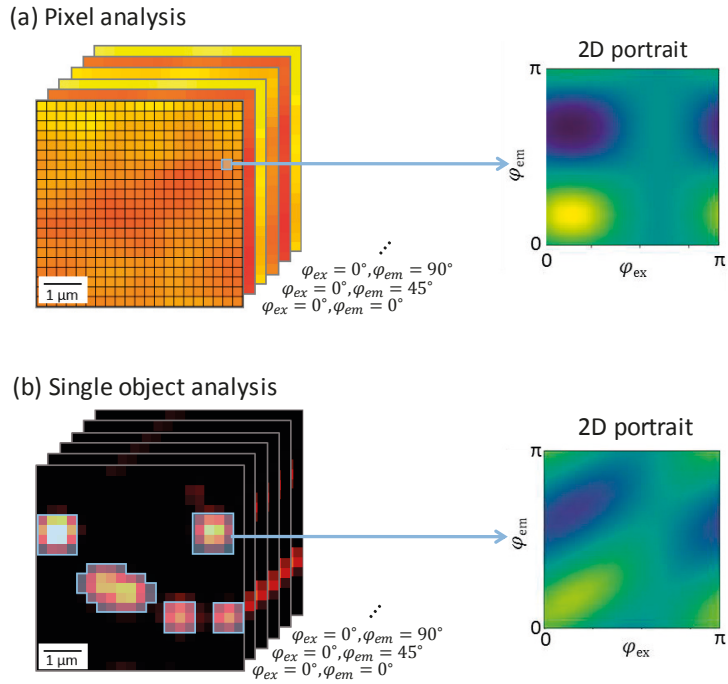 (a) Pixel analysis
2D portrait
π
φem
0
0
φex
π
1 μm
⋰
φex = 0°, φem = 90°
φex = 0°, φem = 45°
φex = 0°, φem = 0°
(b) Single object analysis
2D portrait
π
φem
0
0
φex
π
1 μm
⋰
φex = 0°, φem = 90°
φex = 0°, φem = 45°
φex = 0°, φem = 0°